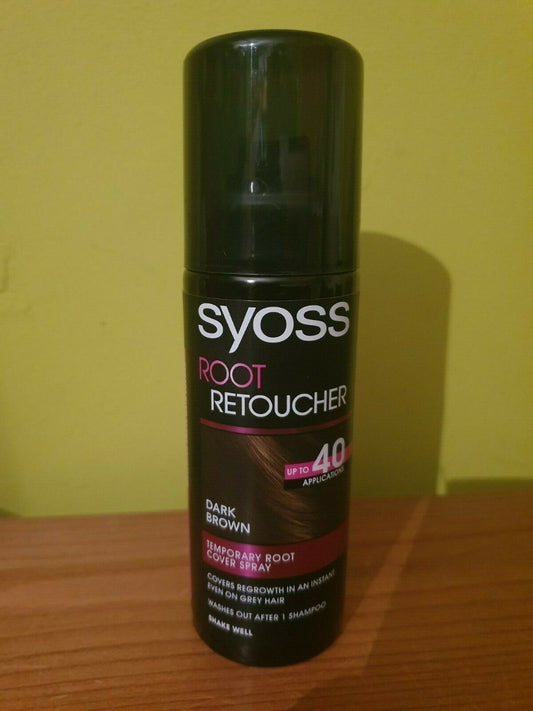 syoss
ROOT
RETOUCHER
UP TO 40
APPLICATIONS
DARK
BROWN
TEMPORARY ROOT
COVER SPRAY
COVERS REGROWTH IN AN INSTANT
EVEN ON GREY HAIR
WASHES OUT AFTER 1 SHAMPOO
SHAKE WELL